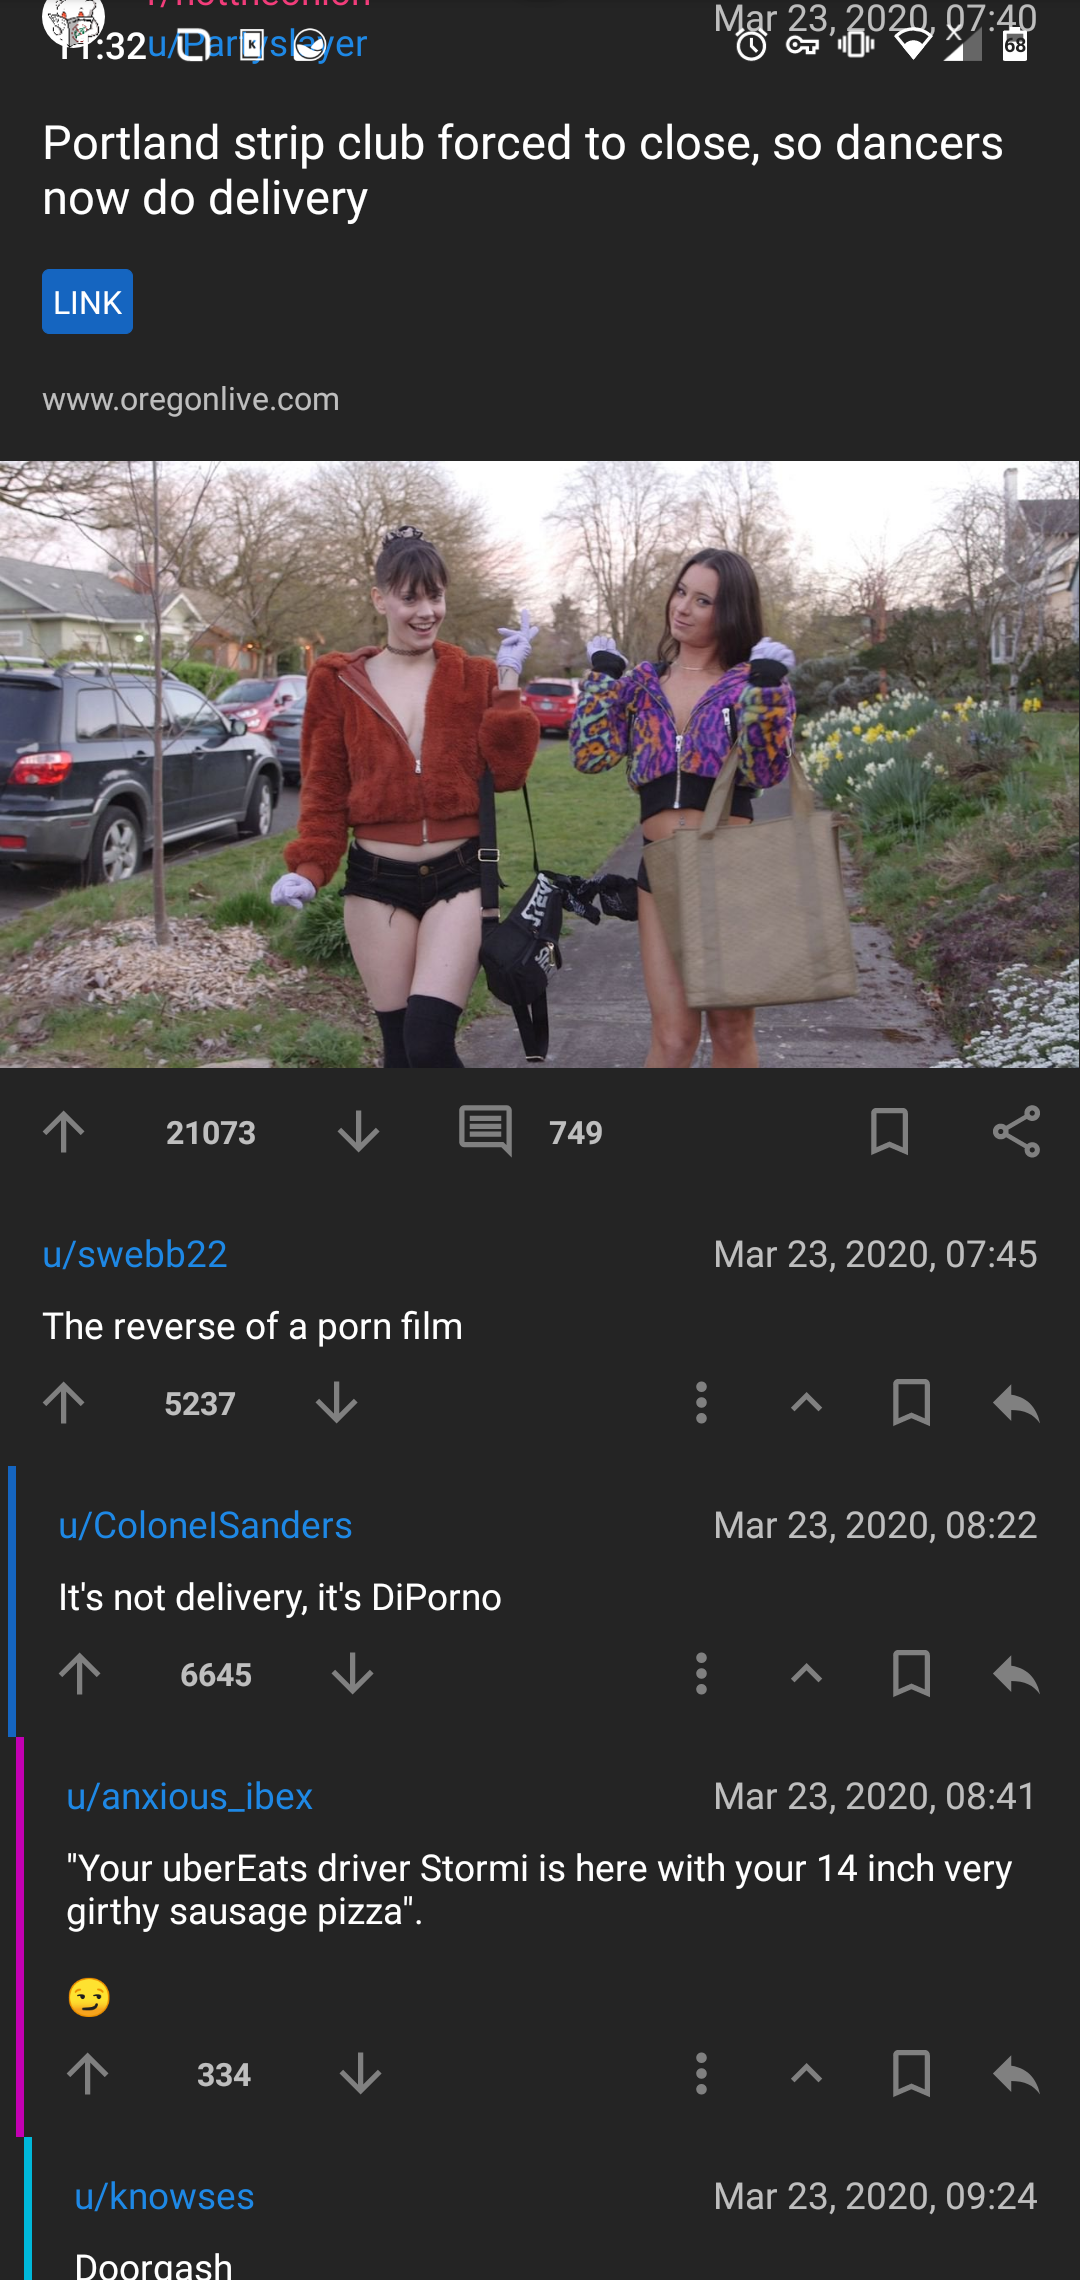 r/nottheonion
Mar 23, 2020, 07:40
11:32
u/Partyslayer
68
Portland strip club forced to close, so dancers
now do delivery
LINK
www.oregonlive.com
21073
749
u/swebb22
Mar 23, 2020, 07:45
The reverse of a porn film
5237
u/ColonelSanders
Mar 23, 2020, 08:22
It's not delivery, it's DiPorno
6645
u/anxious_ibex
Mar 23, 2020, 08:41
"Your uberEats driver Stormi is here with your 14 inch very
girthy sausage pizza".
😏
334
u/knowses
Mar 23, 2020, 09:24
Doorgash